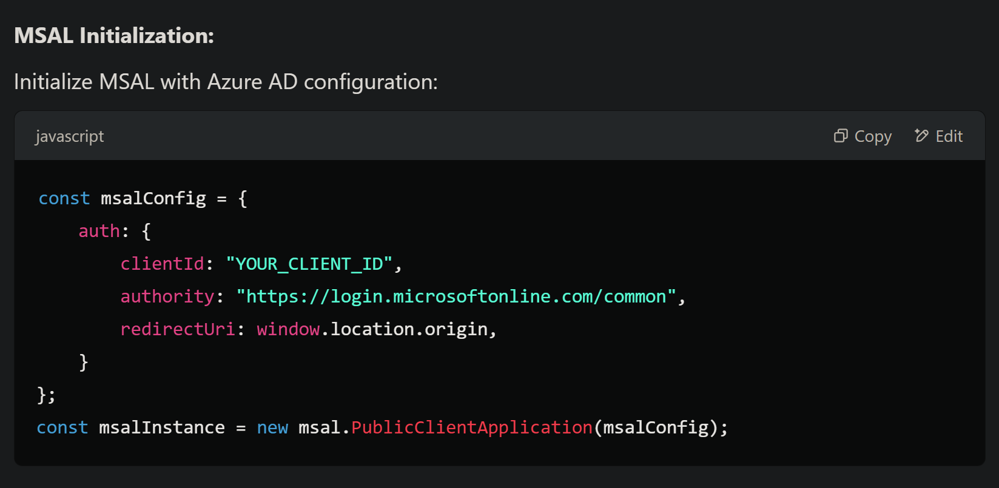 MSAL Initialization:
Initialize MSAL with Azure AD configuration:
javascript Copy Edit
const msalConfig = {
    auth: {
        clientId: "YOUR_CLIENT_ID",
        authority: "https://login.microsoftonline.com/common",
        redirectUri: window.location.origin,
    }
};
const msalInstance = new msal.PublicClientApplication(msalConfig);